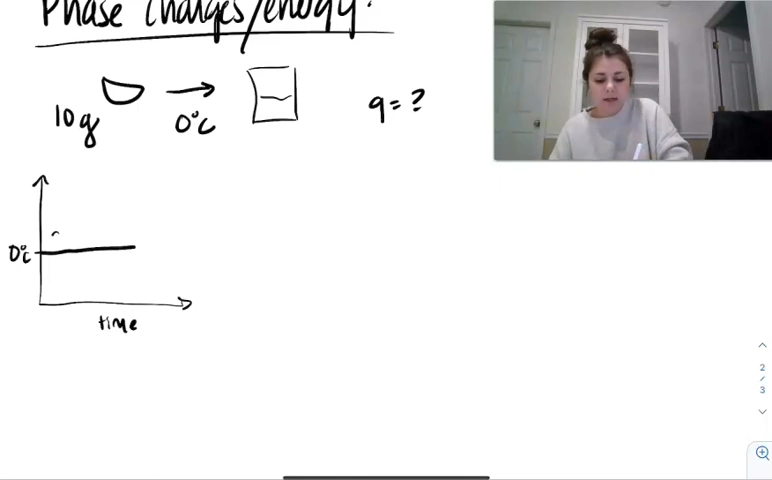 Phase changes/energy:
10g → 0°C q = ?
0°C
time
2
/
3